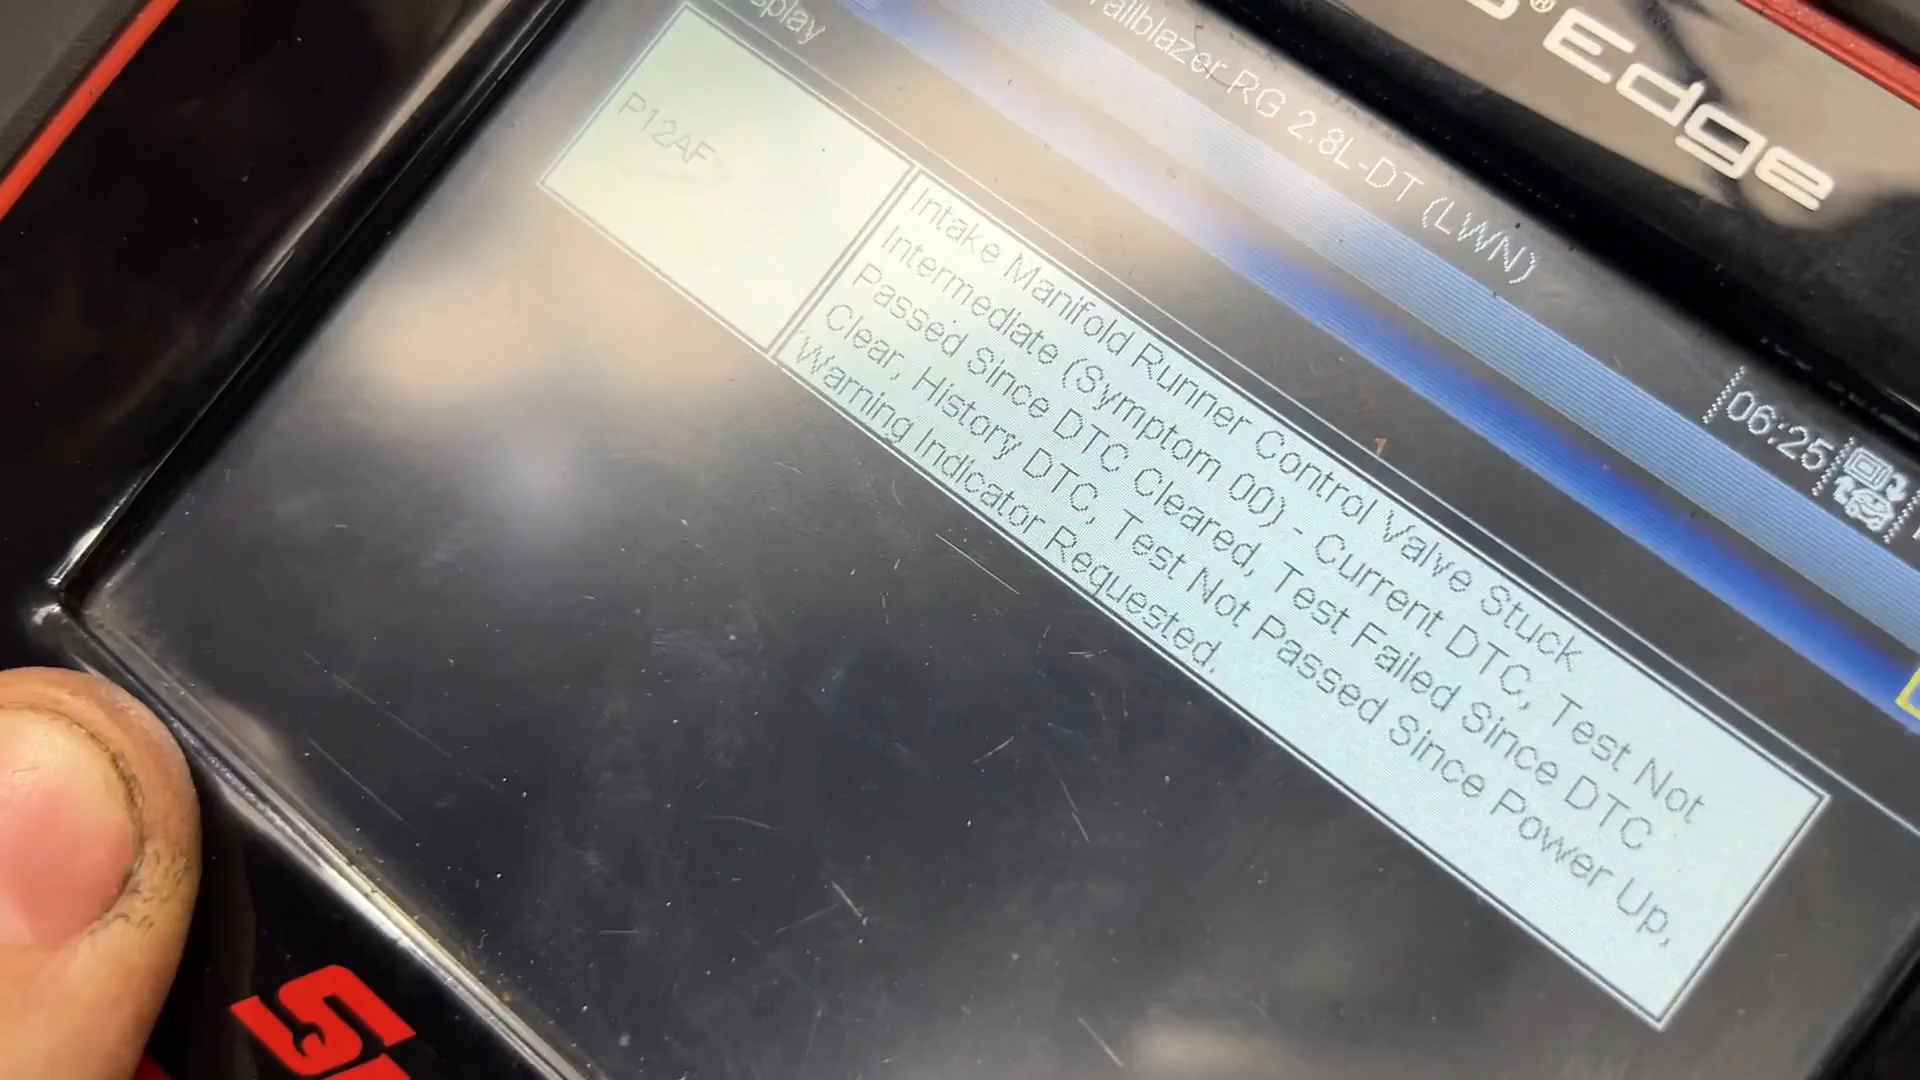 Edge
railblazer RG 2.8L-DT (LWN)
06:25
splay
P12AF
Intake Manifold Runner Control Valve Stuck
Intermediate (Symptom 00) - Current DTC, Test Not
Passed Since DTC Cleared, Test Failed Since DTC
Clear, History DTC, Test Not Passed Since Power Up,
Warning Indicator Requested,